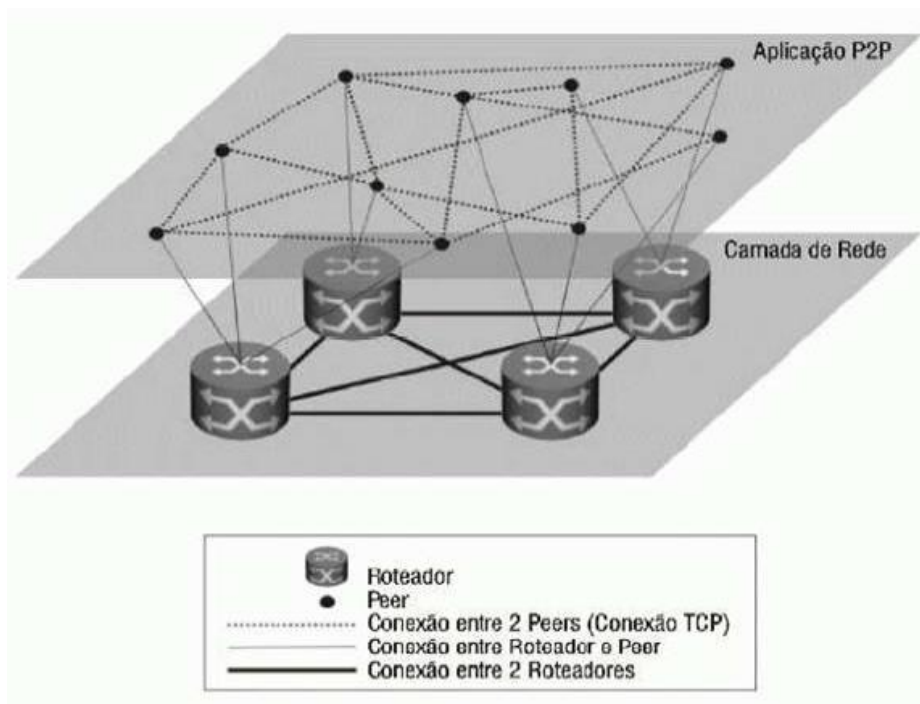 Aplicação P2P
Camada de Rede
Roteador
Peer
Conexão entre 2 Peers (Conexão TCP)
Conexão entre Roteador e Peer
Conexão entre 2 Roteadores